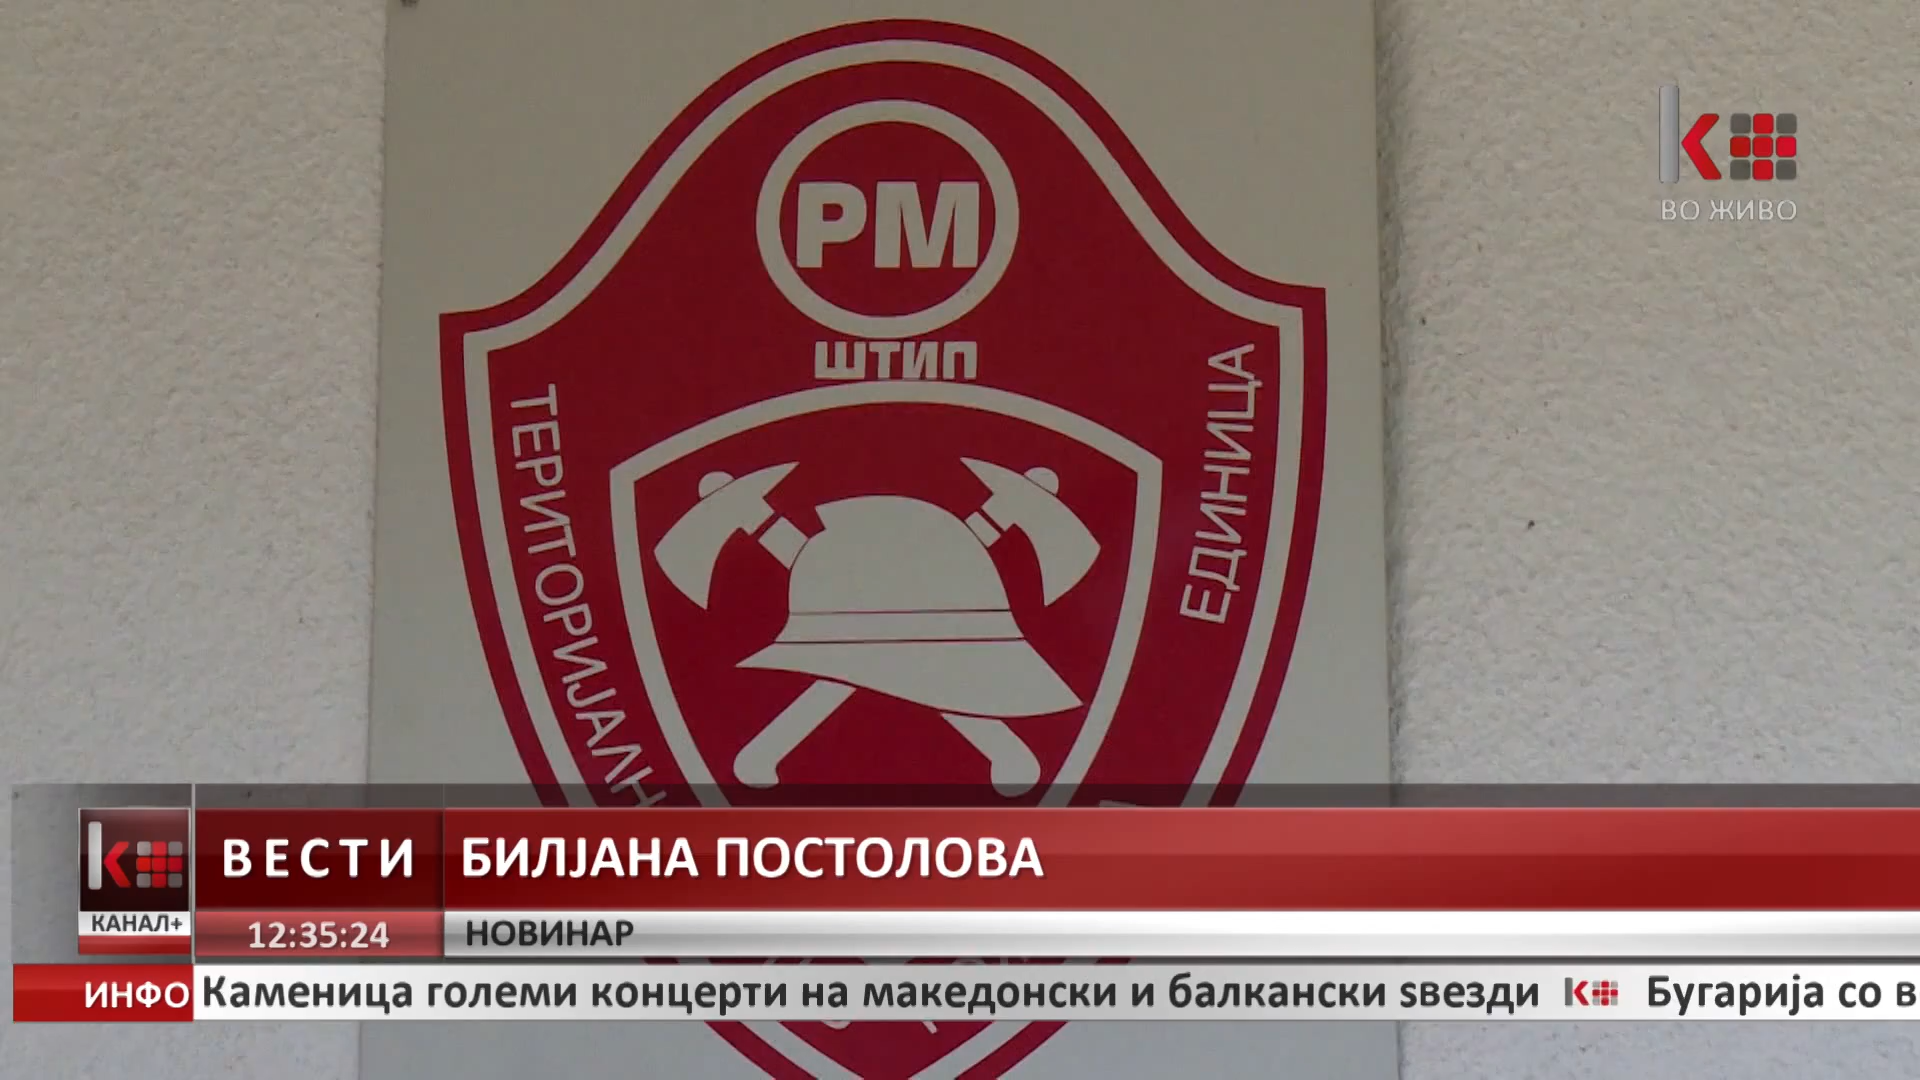 РМ
ШТИП
ТЕРИТОРИЈАЛН
ЕДИНИЦА
ВО ЖИВО
ВЕСТИ
БИЛЈАНА ПОСТОЛОВА
КАНАЛ+
12:35:24
НОВИНАР
ИНФО
Каменица големи концерти на македонски и балкански ѕвезди
Бугарија со в